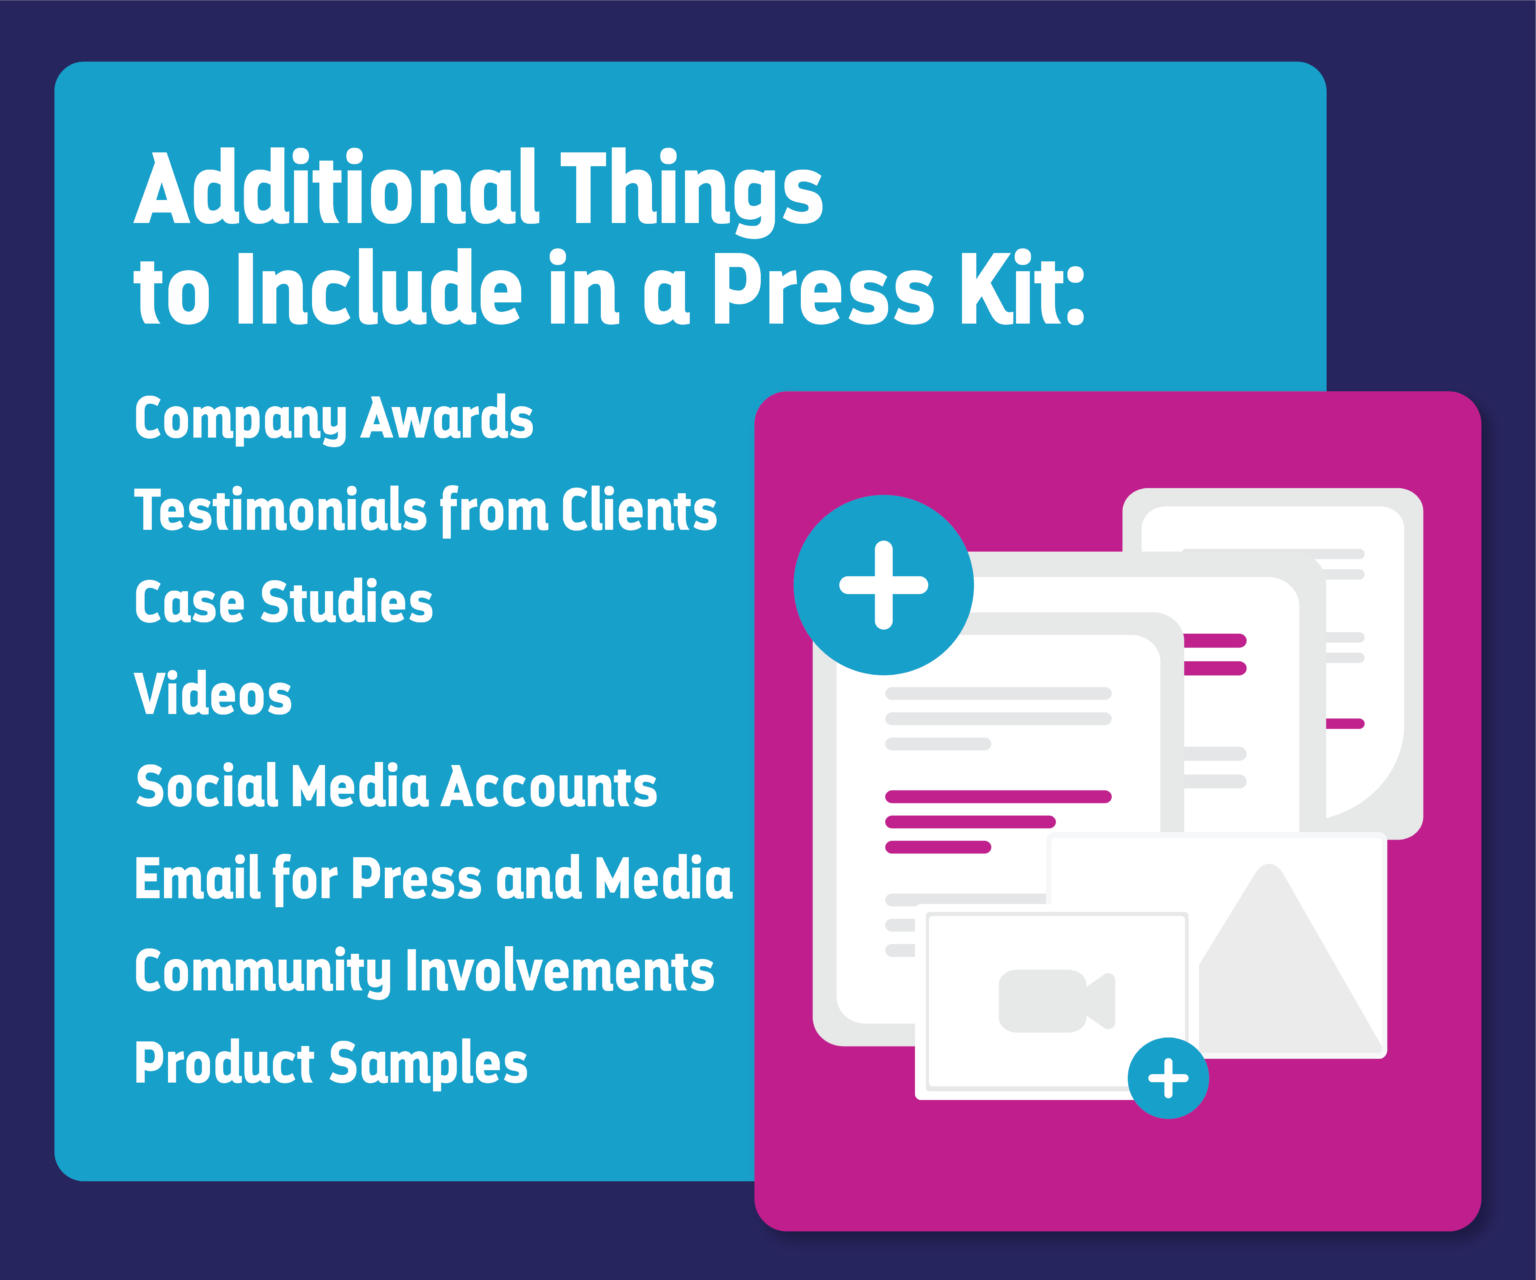 Additional Things
to Include in a Press Kit:
Company Awards
Testimonials from Clients
Case Studies
Videos
Social Media Accounts
Email for Press and Media
Community Involvements
Product Samples